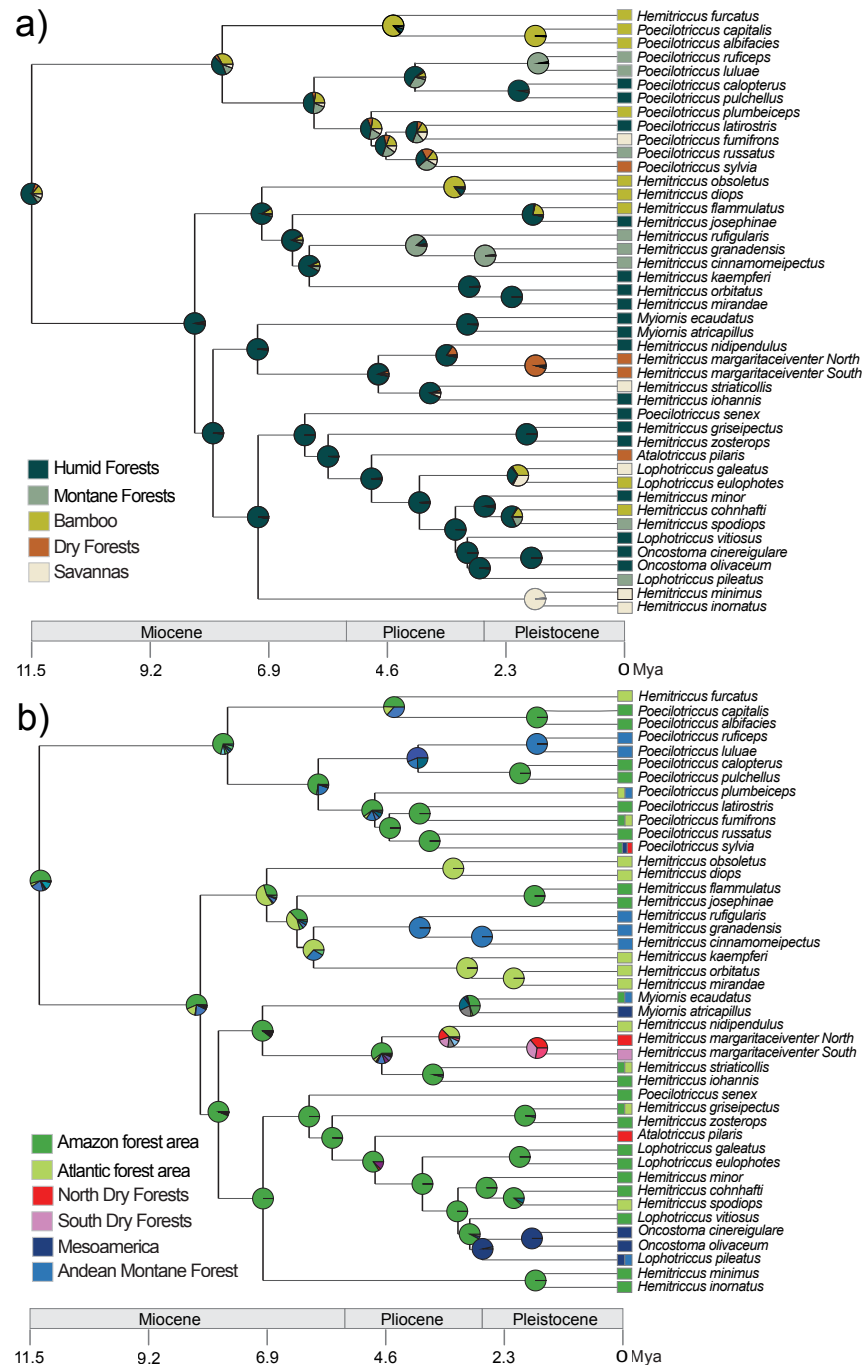 a)
Hemitriccus furcatus
Poecilotriccus capitalis
Poecilotriccus albifacies
Poecilotriccus ruficeps
Poecilotriccus luluae
Poecilotriccus calopterus
Poecilotriccus pulchellus
Poecilotriccus plumbeiceps
Poecilotriccus latirostris
Poecilotriccus fumifrons
Poecilotriccus russatus
Poecilotriccus sylvia
Hemitriccus obsoletus
Hemitriccus diops
Hemitriccus flammulatus
Hemitriccus josephinae
Hemitriccus rufigularis
Hemitriccus granadensis
Hemitriccus cinnamomeipectus
Hemitriccus kaempferi
Hemitriccus orbitatus
Hemitriccus mirandae
Myiornis ecaudatus
Myiornis atricapillus
Hemitriccus nidipendulus
Hemitriccus margaritaceiventer North
Hemitriccus margaritaceiventer South
Hemitriccus striaticollis
Hemitriccus iohannis
Poecilotriccus senex
Hemitriccus griseipectus
Hemitriccus zosterops
Atalotriccus pilaris
Lophotriccus galeatus
Lophotriccus eulophotes
Hemitriccus minor
Hemitriccus cohnhafti
Hemitriccus spodiops
Lophotriccus vitiosus
Oncostoma cinereigulare
Oncostoma olivaceum
Lophotriccus pileatus
Hemitriccus minimus
Hemitriccus inornatus
Humid Forests
Montane Forests
Bamboo
Dry Forests
Savannas
Miocene Pliocene Pleistocene
11.5 9.2 6.9 4.6 2.3 0 Mya
b)
Hemitriccus furcatus
Poecilotriccus capitalis
Poecilotriccus albifacies
Poecilotriccus ruficeps
Poecilotriccus luluae
Poecilotriccus calopterus
Poecilotriccus pulchellus
Poecilotriccus plumbeiceps
Poecilotriccus latirostris
Poecilotriccus fumifrons
Poecilotriccus russatus
Poecilotriccus sylvia
Hemitriccus obsoletus
Hemitriccus diops
Hemitriccus flammulatus
Hemitriccus josephinae
Hemitriccus rufigularis
Hemitriccus granadensis
Hemitriccus cinnamomeipectus
Hemitriccus kaempferi
Hemitriccus orbitatus
Hemitriccus mirandae
Myiornis ecaudatus
Myiornis atricapillus
Hemitriccus nidipendulus
Hemitriccus margaritaceiventer North
Hemitriccus margaritaceiventer South
Hemitriccus striaticollis
Hemitriccus iohannis
Poecilotriccus senex
Hemitriccus griseipectus
Hemitriccus zosterops
Atalotriccus pilaris
Lophotriccus galeatus
Lophotriccus eulophotes
Hemitriccus minor
Hemitriccus cohnhafti
Hemitriccus spodiops
Lophotriccus vitiosus
Oncostoma cinereigulare
Oncostoma olivaceum
Lophotriccus pileatus
Hemitriccus minimus
Hemitriccus inornatus
Amazon forest area
Atlantic forest area
North Dry Forests
South Dry Forests
Mesoamerica
Andean Montane Forest
Miocene Pliocene Pleistocene
11.5 9.2 6.9 4.6 2.3 0 Mya